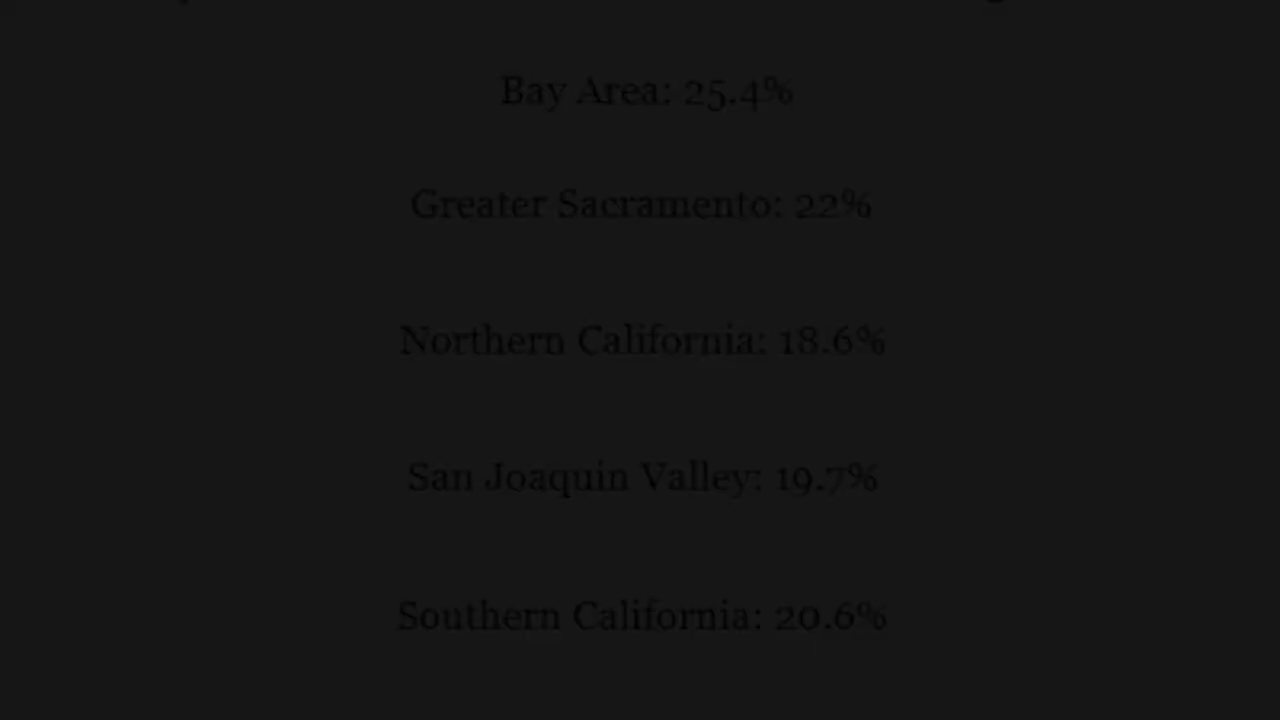 Bay Area: 25.4%
Greater Sacramento: 22%
Northern California: 18.6%
San Joaquin Valley: 19.7%
Southern California: 20.6%